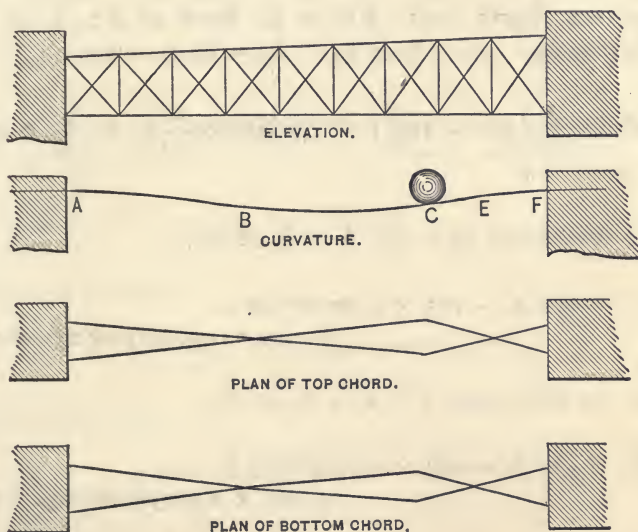 ELEVATION.
A B C E F
CURVATURE.
PLAN OF TOP CHORD.
PLAN OF BOTTOM CHORD.